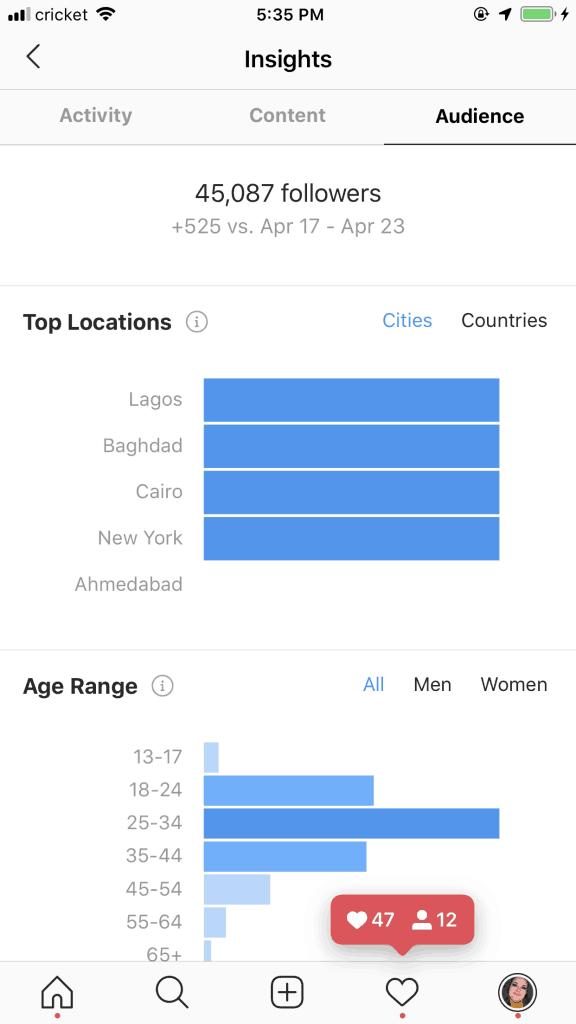 cricket 5:35 PM
Insights
Activity Content Audience
45,087 followers
+525 vs. Apr 17 - Apr 23
Top Locations Cities Countries
Lagos
Baghdad
Cairo
New York
Ahmedabad
Age Range All Men Women
13-17
18-24
25-34
35-44
45-54
55-64
47 12
65+